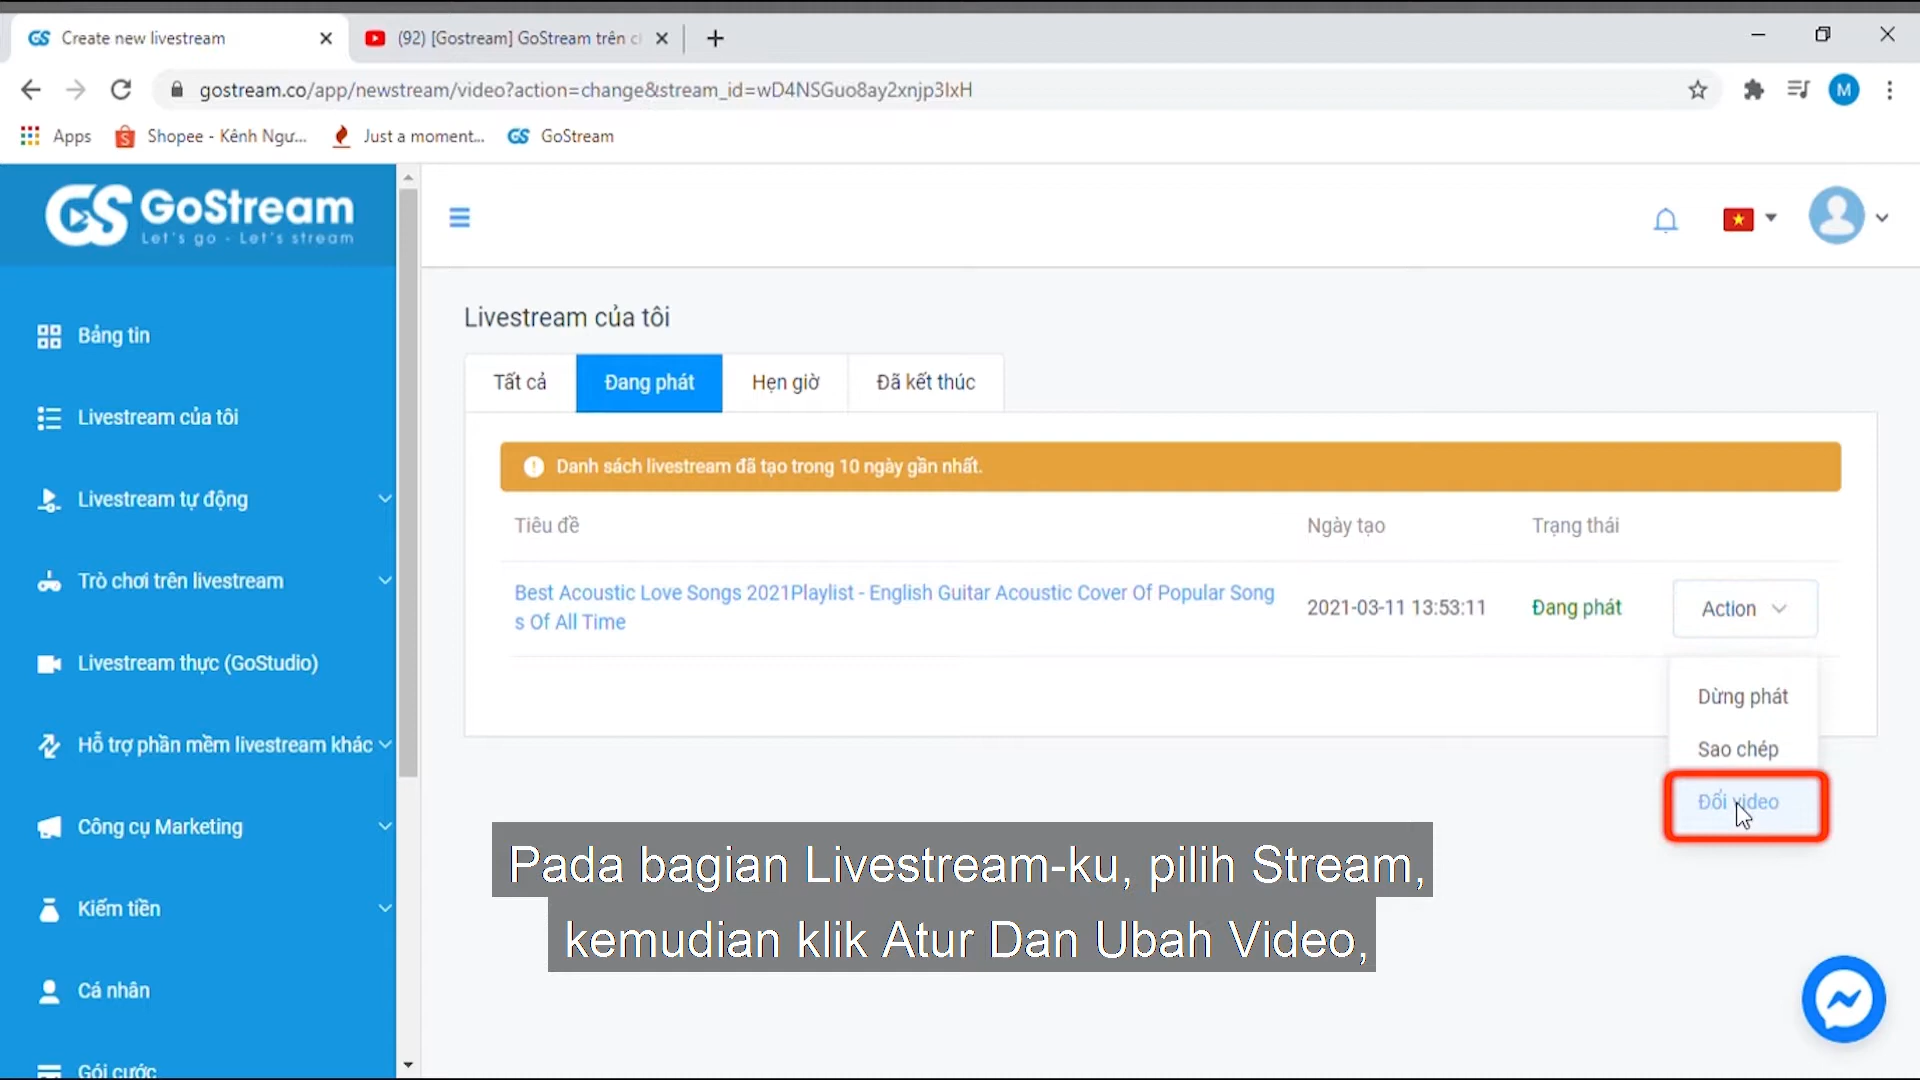 Create new livestream
(92) [Gostream] GoStream trên c
gostream.co/app/newstream/video?action=change&stream_id=wD4NSGuo8ay2xnjp3IxH
M
Apps
Shopee - Kênh Ngư...
Just a moment...
GoStream
GoStream
Let's go - Let's stream
Bảng tin
Livestream của tôi
Livestream tự động
Trò chơi trên livestream
Livestream thực (GoStudio)
Hỗ trợ phần mềm livestream khác
Công cụ Marketing
Kiếm tiền
Cá nhân
Gói cước
Livestream của tôi
Tất cả
Đang phát
Hẹn giờ
Đã kết thúc
Danh sách livestream đã tạo trong 10 ngày gần nhất.
Tiêu đề
Ngày tạo
Trạng thái
Best Acoustic Love Songs 2021Playlist - English Guitar Acoustic Cover Of Popular Song
s Of All Time
2021-03-11 13:53:11
Đang phát
Action
Dừng phát
Sao chép
Đổi video
Pada bagian Livestream-ku, pilih Stream,
kemudian klik Atur Dan Ubah Video,